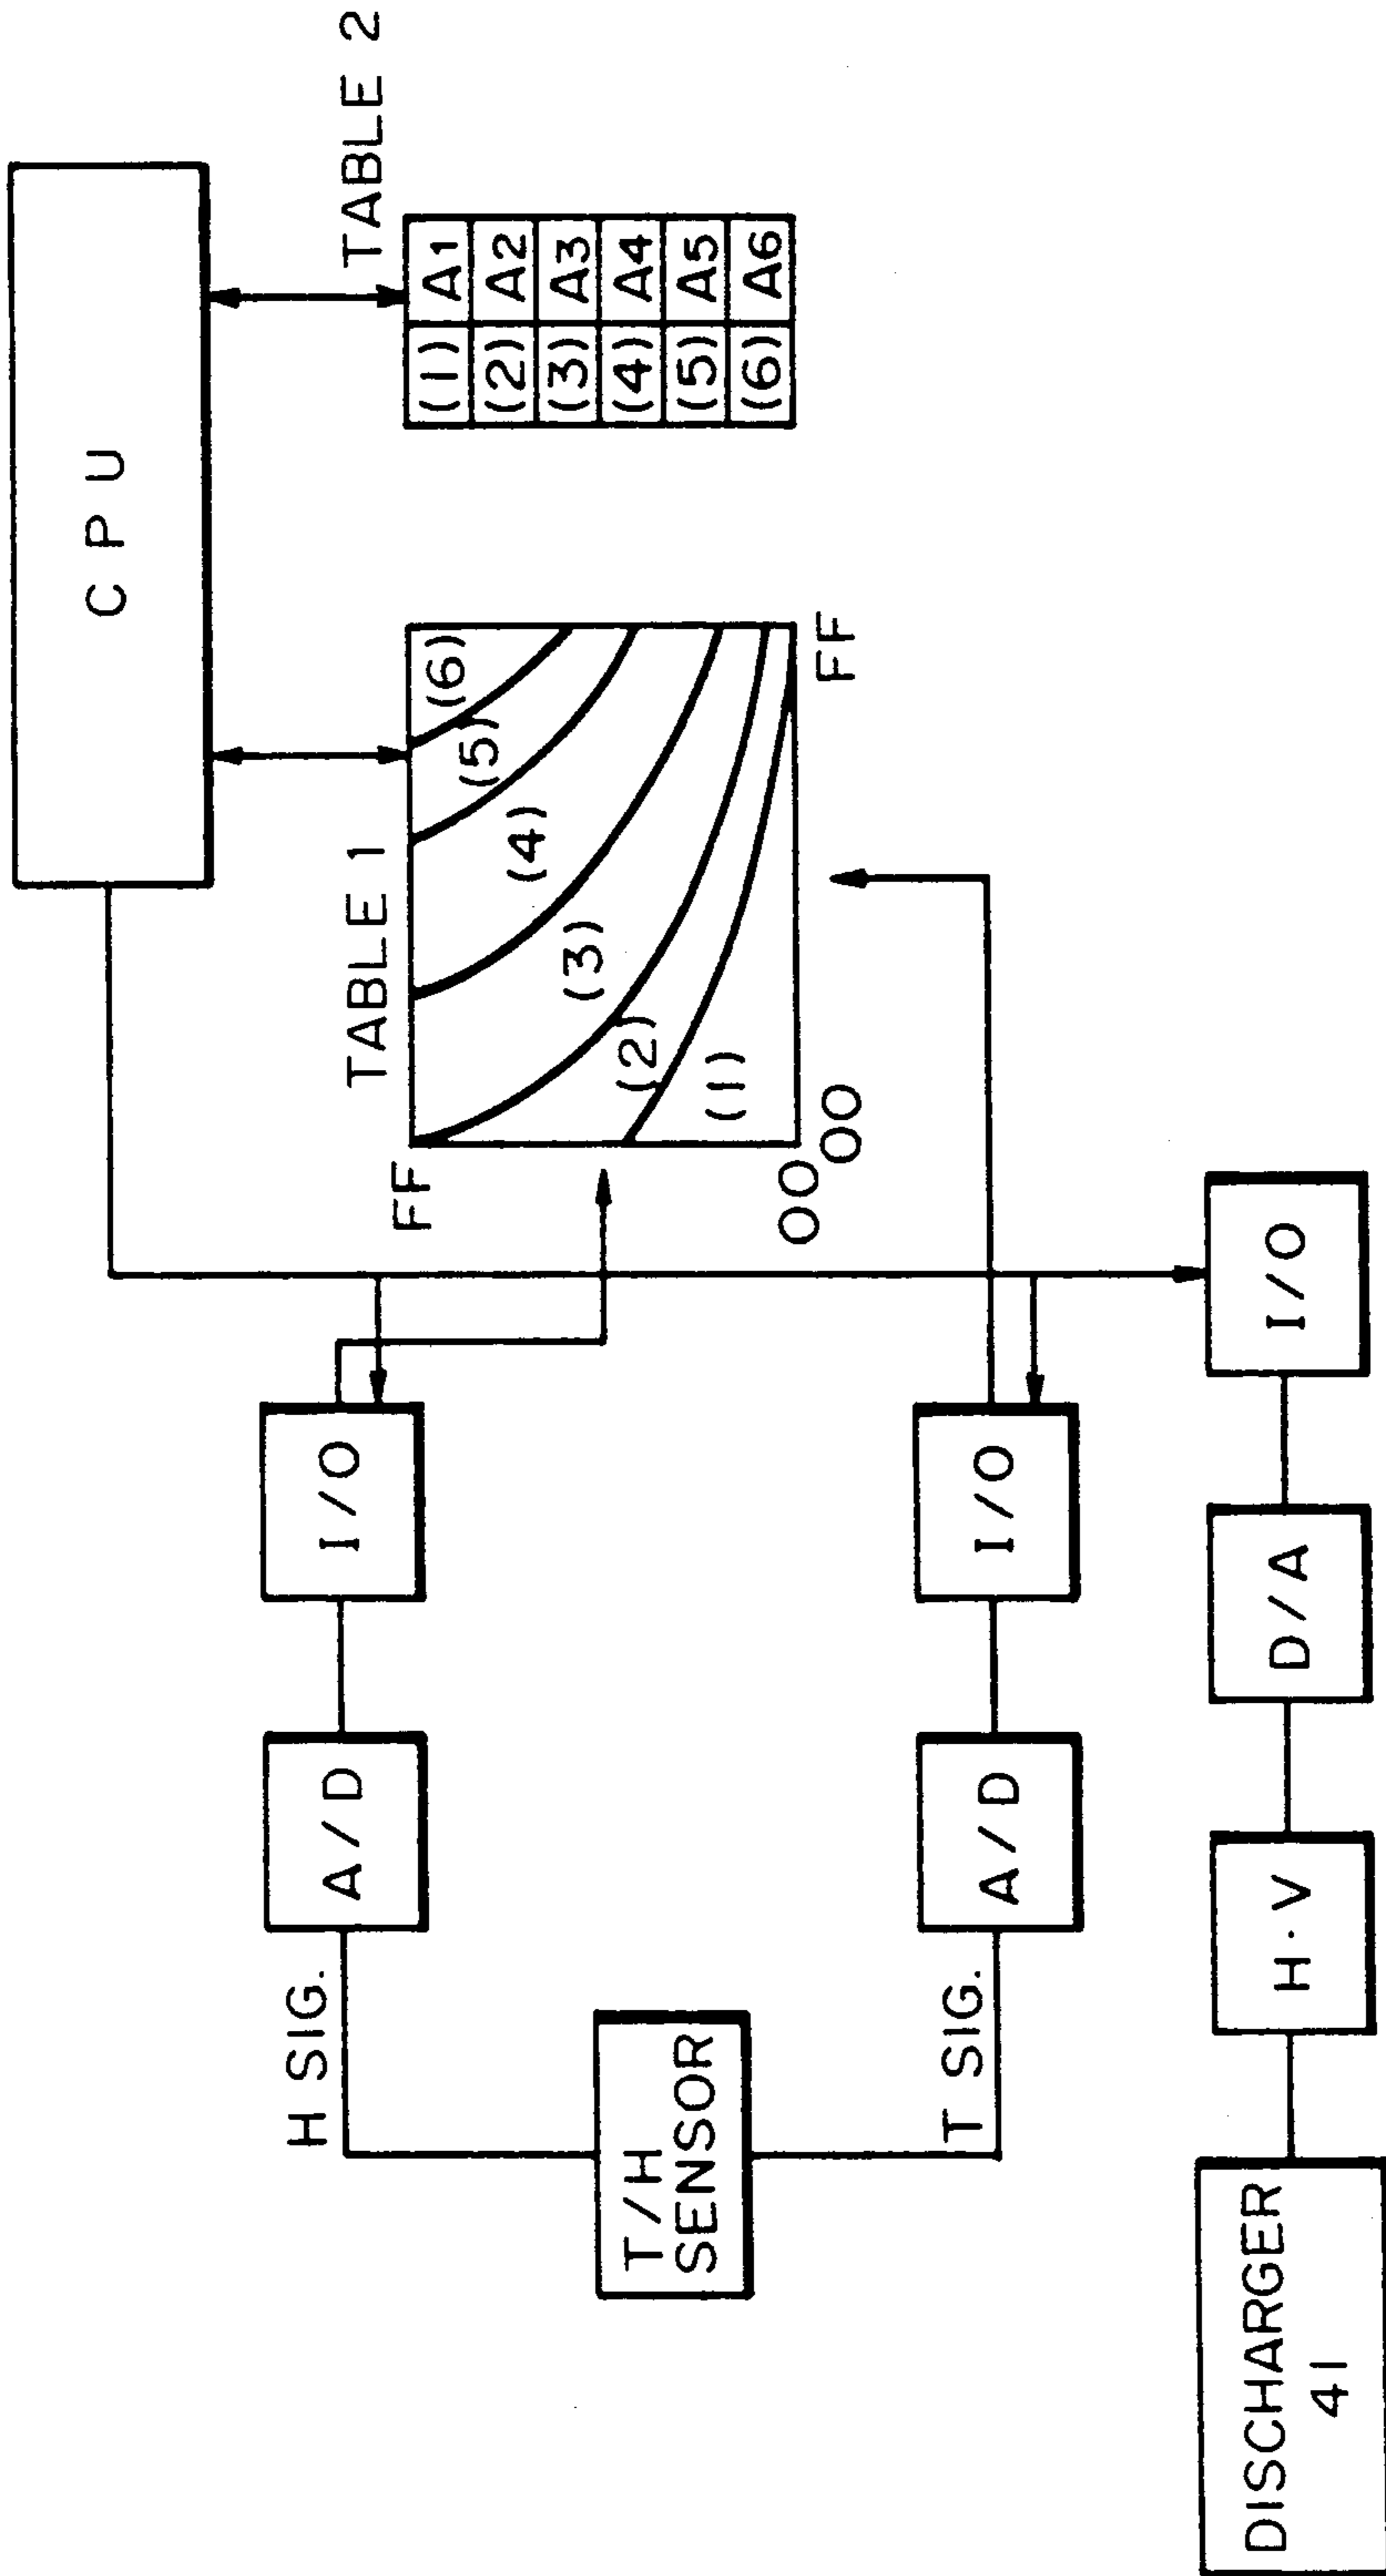 CPU
TABLE 1
TABLE 2
FF
(6)
(5)
(4)
(3)
(2)
(1)
00
00
FF
(1) A1
(2) A2
(3) A3
(4) A4
(5) A5
(6) A6
H SIG.
A/D
I/O
T/H
SENSOR
T SIG.
A/D
I/O
DISCHARGER
41
H·V
D/A
I/O